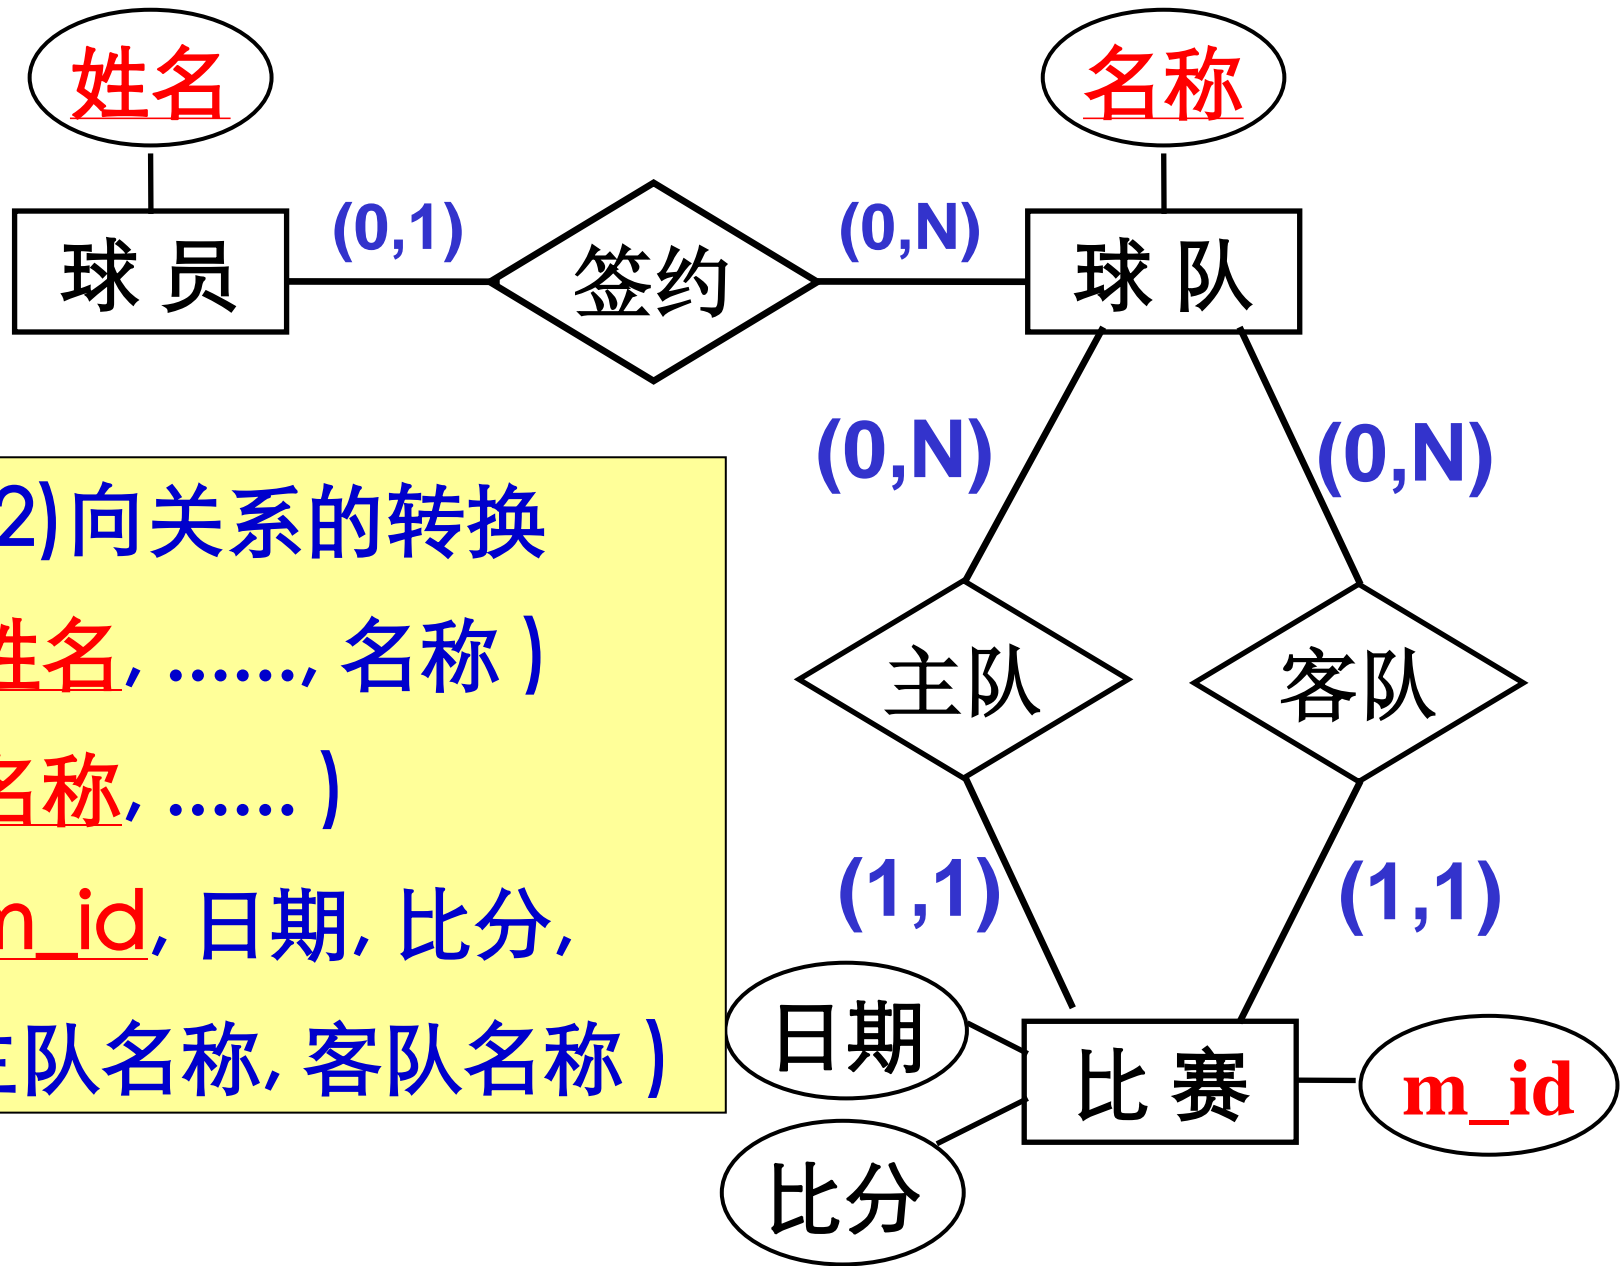 姓名
名称
(0,1)
(0,N)
球员
签约
球队
(0,N)
(0,N)
2)向关系的转换
姓名, ……, 名称 )
名称, …… )
主队
客队
m_id, 日期, 比分,
主队名称, 客队名称 )
(1,1)
(1,1)
日期
比赛
m_id
比分